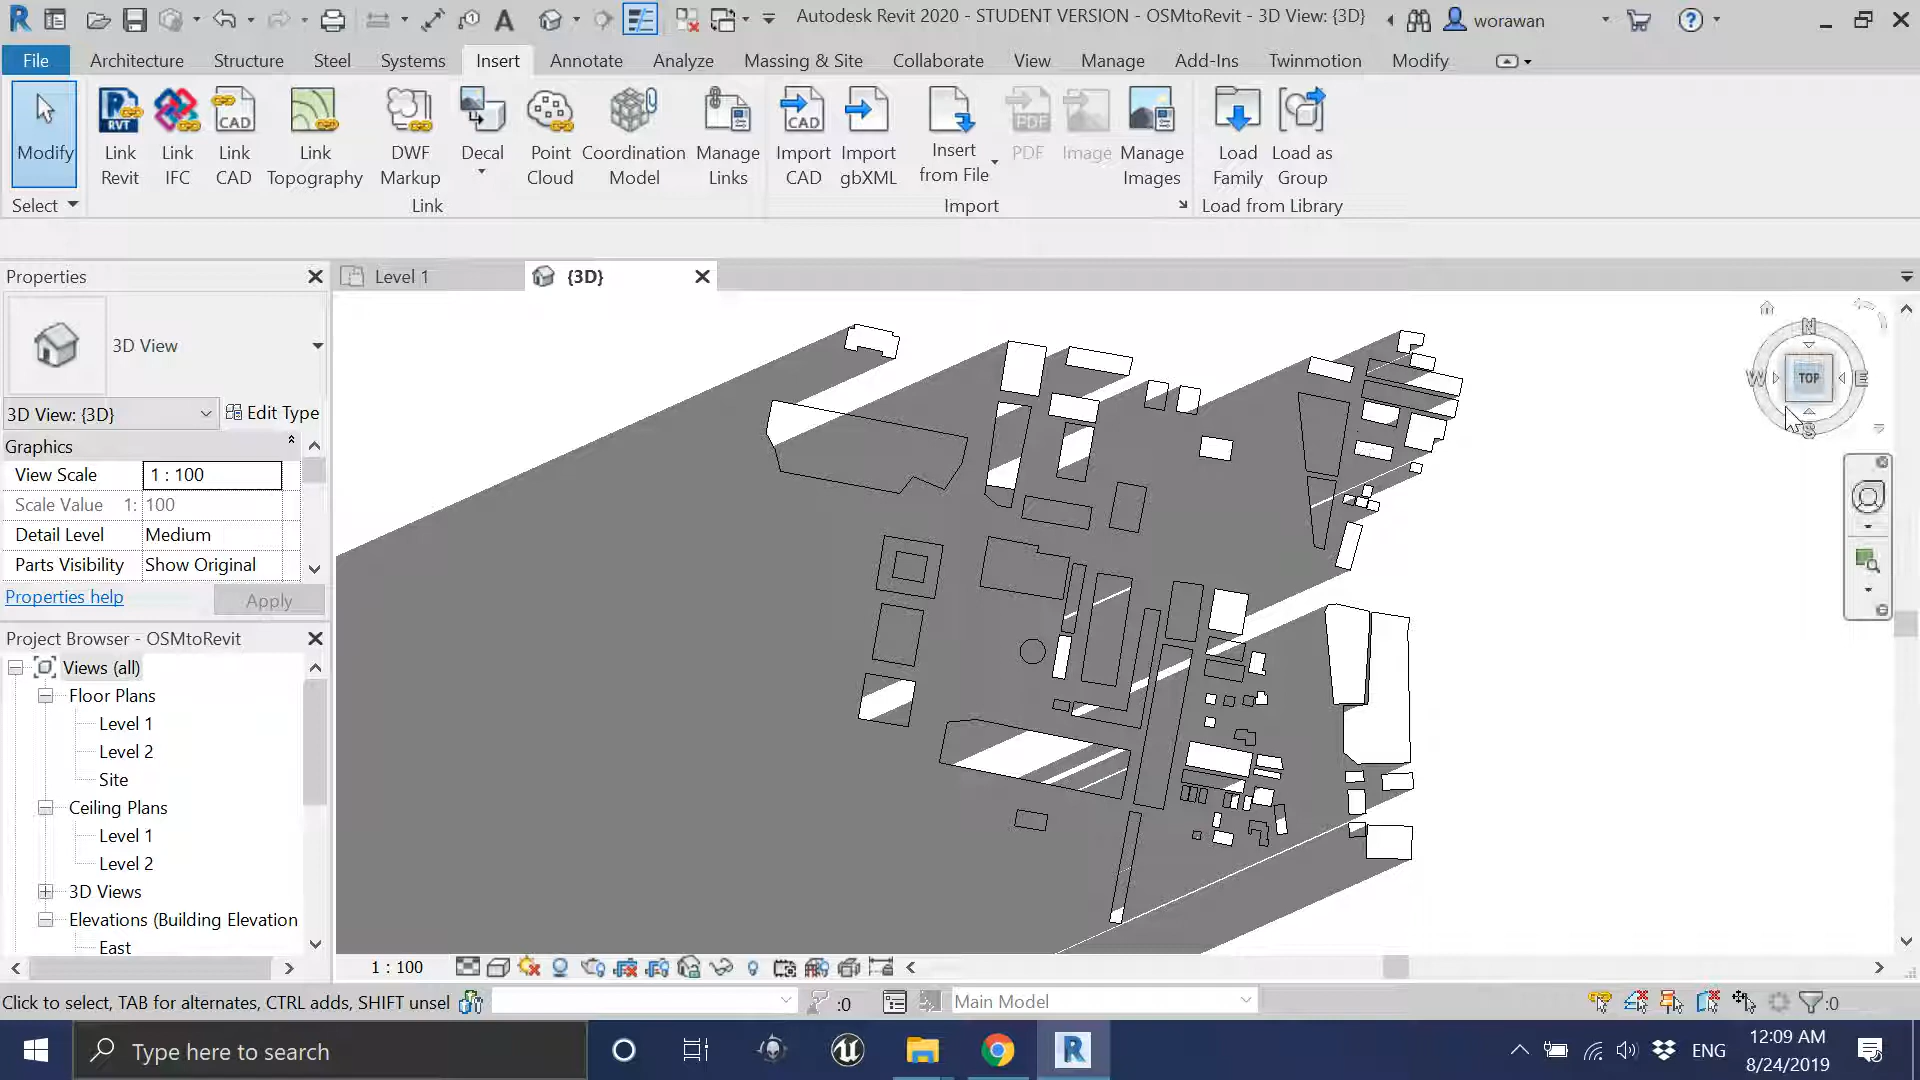 Autodesk Revit 2020 - STUDENT VERSION - OSMtoRevit - 3D View: {3D}
worawan
File
Architecture
Structure
Steel
Systems
Insert
Annotate
Analyze
Massing & Site
Collaborate
View
Manage
Add-Ins
Twinmotion
Modify
Modify
Link Revit
Link IFC
Link CAD
Link Topography
DWF Markup
Decal
Point Cloud
Coordination Model
Manage Links
Import CAD
Import gbXML
Insert from File
PDF
Image
Manage Images
Load Family
Load as Group
Select
Link
Import
Load from Library
Properties
Level 1
{3D}
3D View
3D View: {3D}
Edit Type
Graphics
View Scale
1 : 100
Scale Value 1:
100
Detail Level
Medium
Parts Visibility
Show Original
Properties help
Apply
Project Browser - OSMtoRevit
Views (all)
Floor Plans
Level 1
Level 2
Site
Ceiling Plans
Level 1
Level 2
3D Views
Elevations (Building Elevation
East
N
W
TOP
E
S
1 : 100
Click to select, TAB for alternates, CTRL adds, SHIFT unsel
:0
Main Model
:0
Type here to search
ENG
12:09 AM
8/24/2019